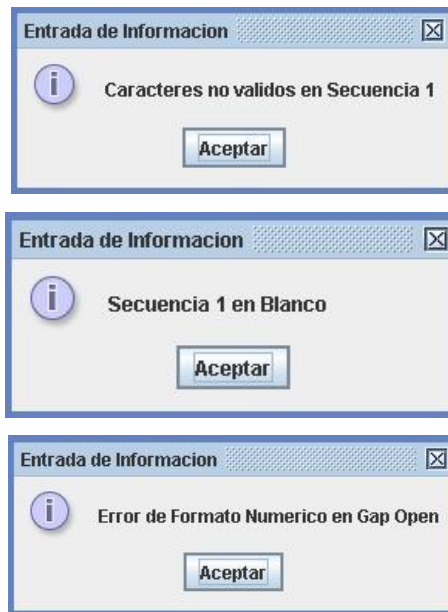 Entrada de Informacion
Caracteres no validos en Secuencia 1
Aceptar
Entrada de Informacion
Secuencia 1 en Blanco
Aceptar
Entrada de Informacion
Error de Formato Numerico en Gap Open
Aceptar